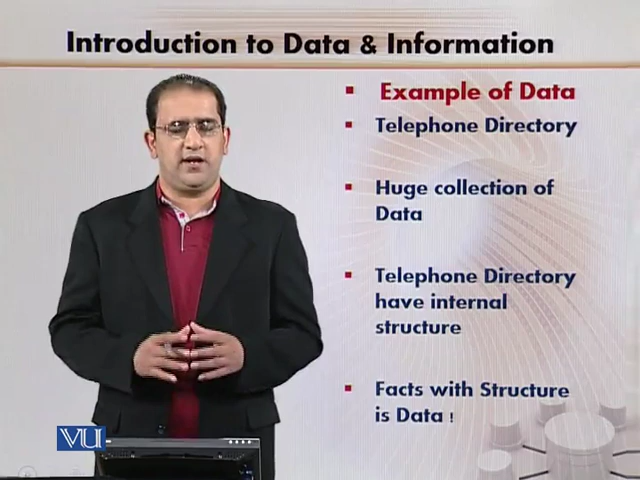 Introduction to Data & Information
Example of Data
Telephone Directory
Huge collection of
Data
Telephone Directory
have internal
structure
Facts with Structure
is Data !
VU